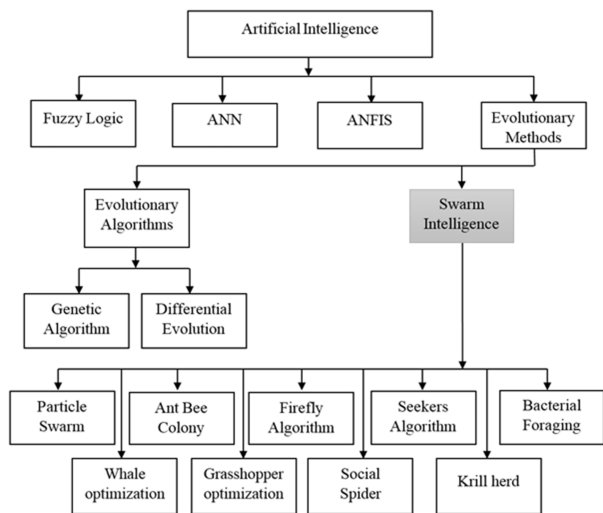 Artificial Intelligence
Fuzzy Logic
ANN
ANFIS
Evolutionary
Methods
Evolutionary
Algorithms
Swarm
Intelligence
Genetic
Algorithm
Differential
Evolution
Particle
Swarm
Ant Bee
Colony
Firefly
Algorithm
Seekers
Algorithm
Bacterial
Foraging
Whale
optimization
Grasshopper
optimization
Social
Spider
Krill herd